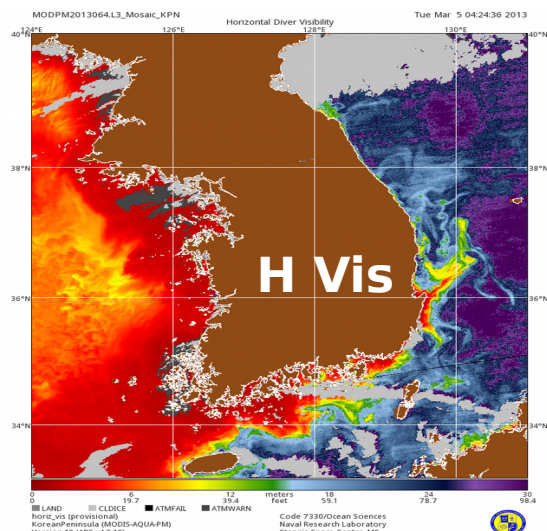 MODPM2013064.L3_Mosaic_KPN Tue Mar 5 04:24:36 2013
Horizontal Diver Visibility
40°N 124°E 126°E 128°E 130°E 40°N
38°N 38°N
H Vis
36°N 36°N
34°N 34°N
0 6 12 meters 18 24 30
0 19.7 39.4 feet 59.1 78.7 98.4
LAND CLDICE ATMFAIL ATMWARN
Horiz_vis (provisional) Code 7330/Ocean Sciences
KoreanPeninsula (MODIS-AQUA-PM) Naval Research Laboratory